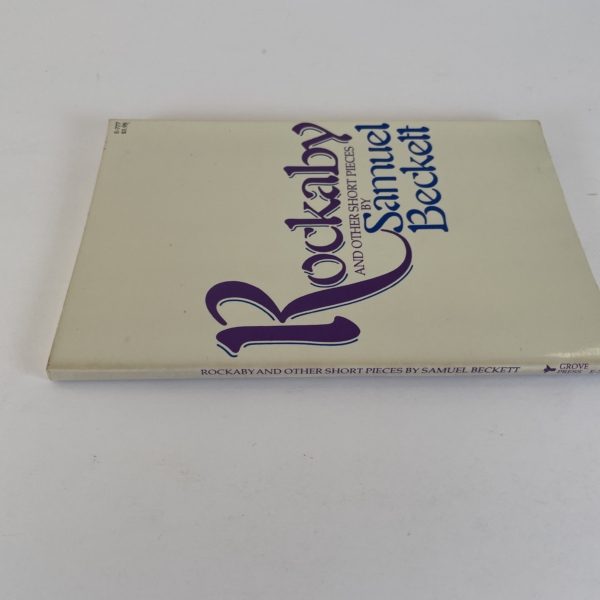 Rockaby
AND OTHER SHORT PIECES
BY
Samuel
Beckett
ROCKABY AND OTHER SHORT PIECES BY SAMUEL BECKETT
GROVE
PRESS